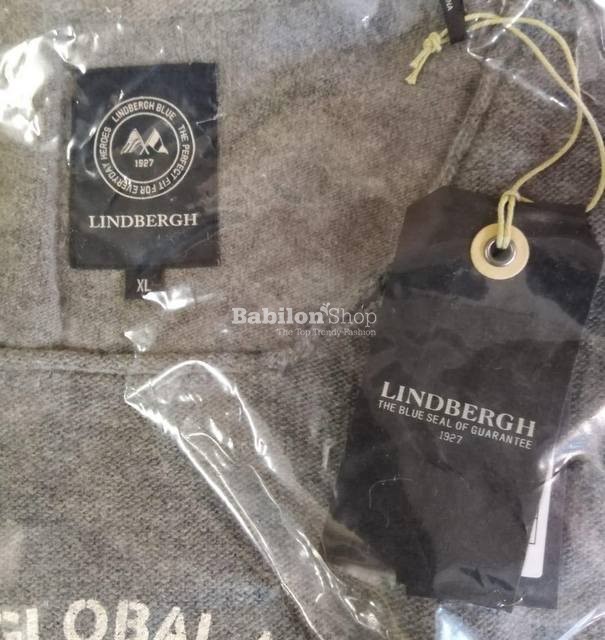 LINDBERGH BLUE
THE PERFECT FIT FOR EVERYDAY HEROES
1927
LINDBERGH
XL
Babilon Shop
The Top Trendy Fashion
LINDBERGH
THE BLUE SEAL OF GUARANTEE
1927
GLOBAL